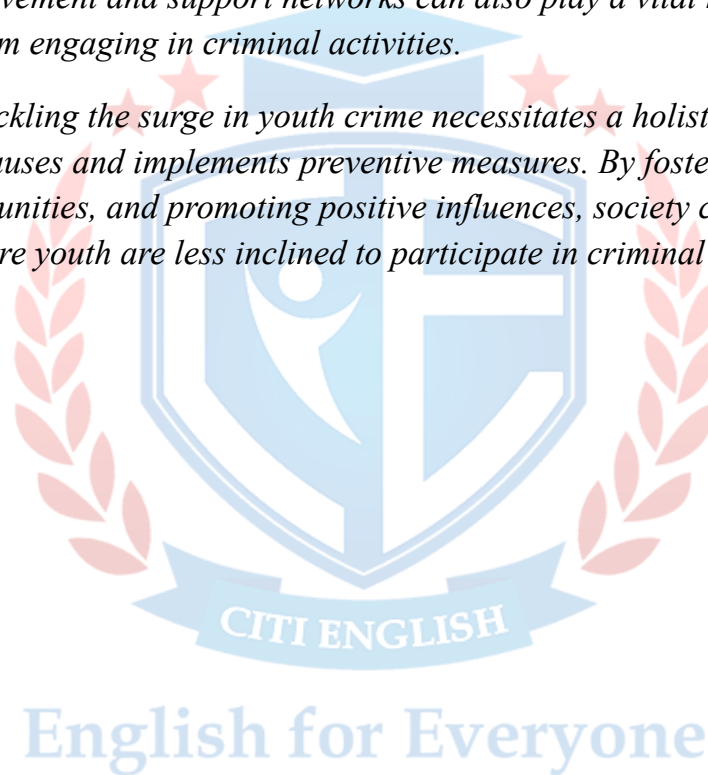 vement and support networks can also play a vital
m engaging in criminal activities.
ckling the surge in youth crime necessitates a holist
auses and implements preventive measures. By foste
unities, and promoting positive influences, society c
re youth are less inclined to participate in criminal
CITI ENGLISH
English for Everyone